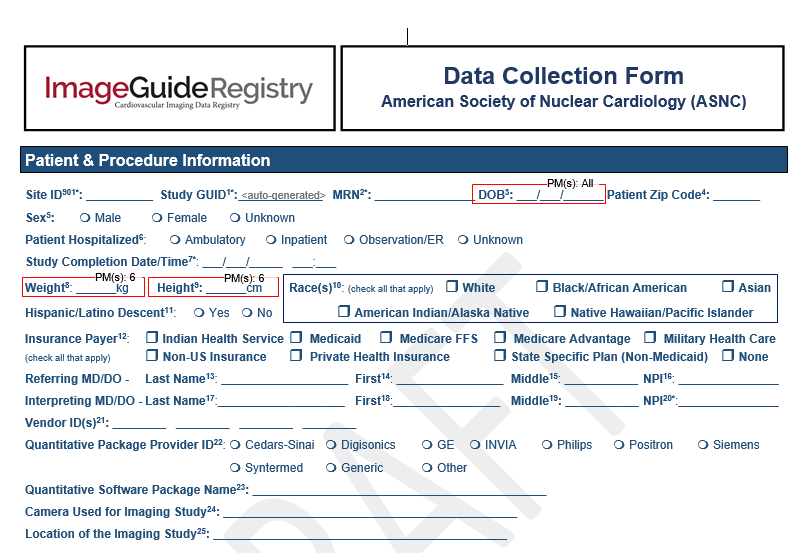 ImageGuideRegistry
Cardiovascular Imaging Data Registry
Data Collection Form
American Society of Nuclear Cardiology (ASNC)
Patient & Procedure Information
PM(s): All
Site ID901*: __________ Study GUID1*: <auto-generated> MRN2*: _______________ DOB3: ___/___/______ Patient Zip Code4: _______
Sex5: Male Female Unknown
Patient Hospitalized6: Ambulatory Inpatient Observation/ER Unknown
Study Completion Date/Time7*: ___/___/_____ ___:___
PM(s): 6 PM(s): 6
Weight8: ______kg Height9: ______cm Race(s)10: (check all that apply) White Black/African American Asian
Hispanic/Latino Descent11: Yes No American Indian/Alaska Native Native Hawaiian/Pacific Islander
Insurance Payer12: Indian Health Service Medicaid Medicare FFS Medicare Advantage Military Health Care
(check all that apply) Non-US Insurance Private Health Insurance State Specific Plan (Non-Medicaid) None
Referring MD/DO - Last Name13: ___________________ First14: ________________ Middle15: ___________ NPI16: _______________
Interpreting MD/DO - Last Name17:___________________ First18:________________ Middle19: ___________ NPI20*:_______________
Vendor ID(s)21: ________ ________ ________ ________
Quantitative Package Provider ID22: Cedars-Sinai Digisonics GE INVIA Philips Positron Siemens
Syntermed Generic Other
Quantitative Software Package Name23: ____________________________________________
Camera Used for Imaging Study24: ____________________________________________
Location of the Imaging Study25: ____________________________________________
DRAFT